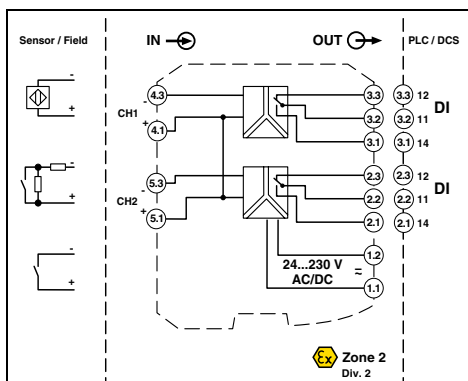 Sensor / Field
IN
OUT
PLC / DCS
-
+
-
+
-
+
4.3
-
CH1
+
4.1
5.3
-
CH2
+
5.1
3.3 3.3 12
3.2 3.2 11 DI
3.1 3.1 14
2.3 2.3 12
2.2 2.2 11 DI
2.1 2.1 14
1.2
24...230 V
AC/DC
≂
1.1
Ex Zone 2
Div. 2